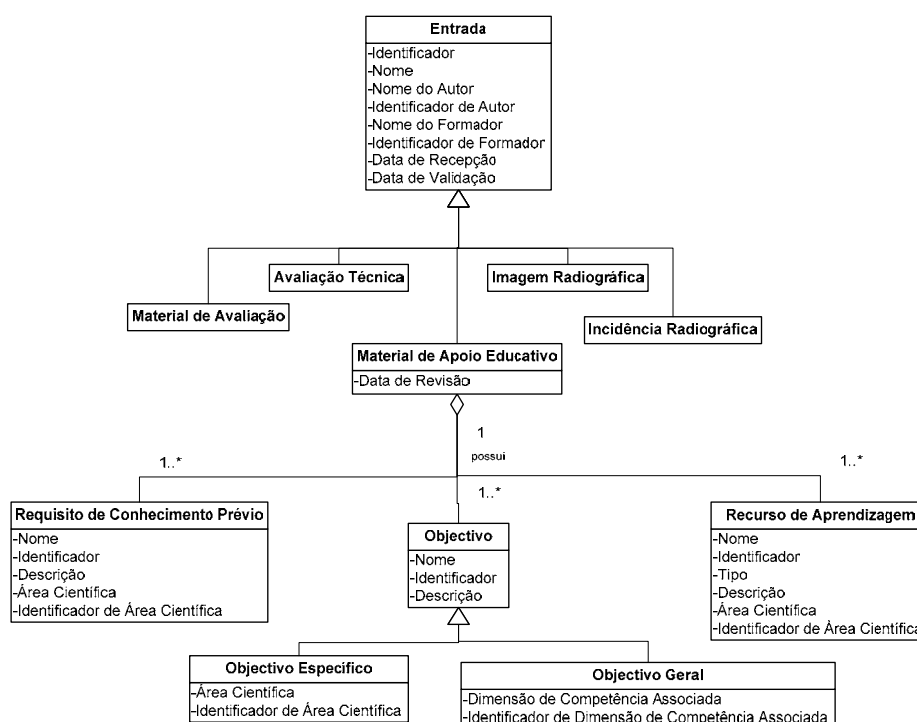 Entrada
-Identificador
-Nome
-Nome do Autor
-Identificador de Autor
-Nome do Formador
-Identificador de Formador
-Data de Recepção
-Data de Validação
Avaliação Técnica
Imagem Radiográfica
Material de Avaliação
Incidência Radiográfica
Material de Apoio Educativo
-Data de Revisão
1
possui
1..*
1..*
1..*
Requisito de Conhecimento Prévio
-Nome
-Identificador
-Descrição
-Área Científica
-Identificador de Área Científica
Objectivo
-Nome
-Identificador
-Descrição
Recurso de Aprendizagem
-Nome
-Identificador
-Tipo
-Descrição
-Área Científica
-Identificador de Área Científica
Objectivo Específico
-Área Científica
-Identificador de Área Científica
Objectivo Geral
-Dimensão de Competência Associada
-Identificador de Dimensão de Competência Associada